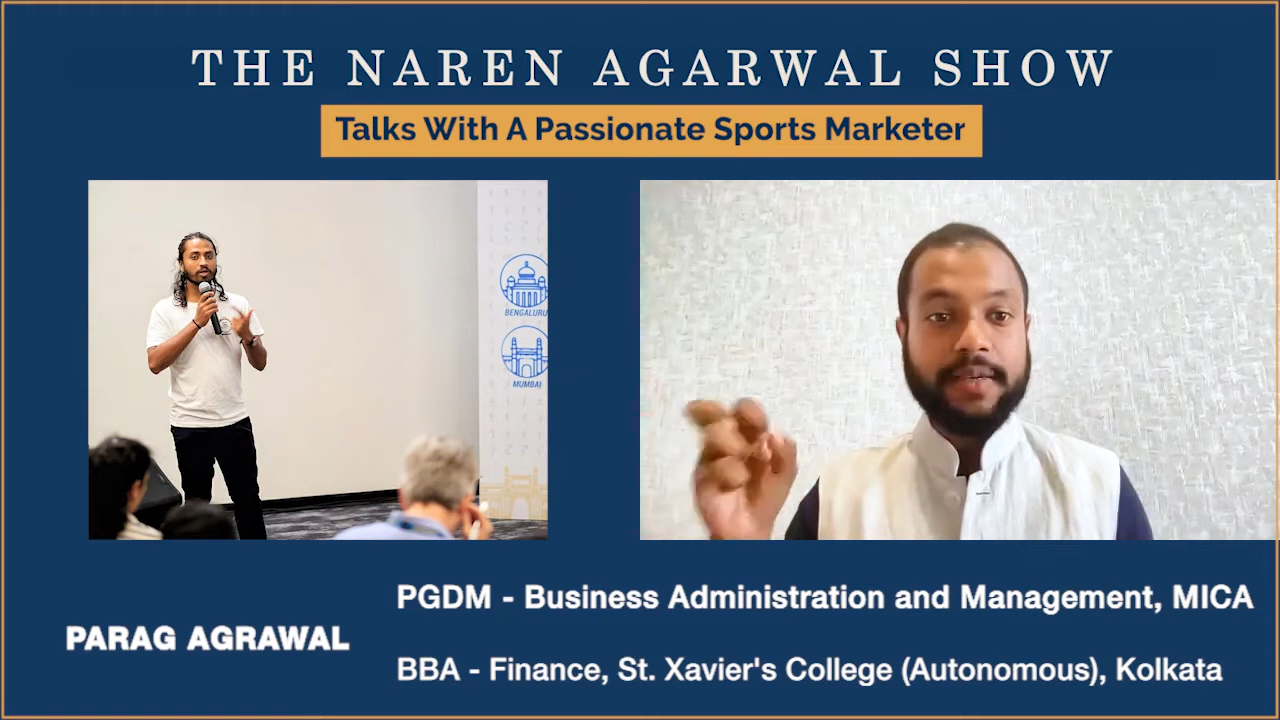 THE NAREN AGARWAL SHOW
Talks With A Passionate Sports Marketer
BENGALURU
MUMBAI
PARAG AGRAWAL
PGDM - Business Administration and Management, MICA
BBA - Finance, St. Xavier's College (Autonomous), Kolkata